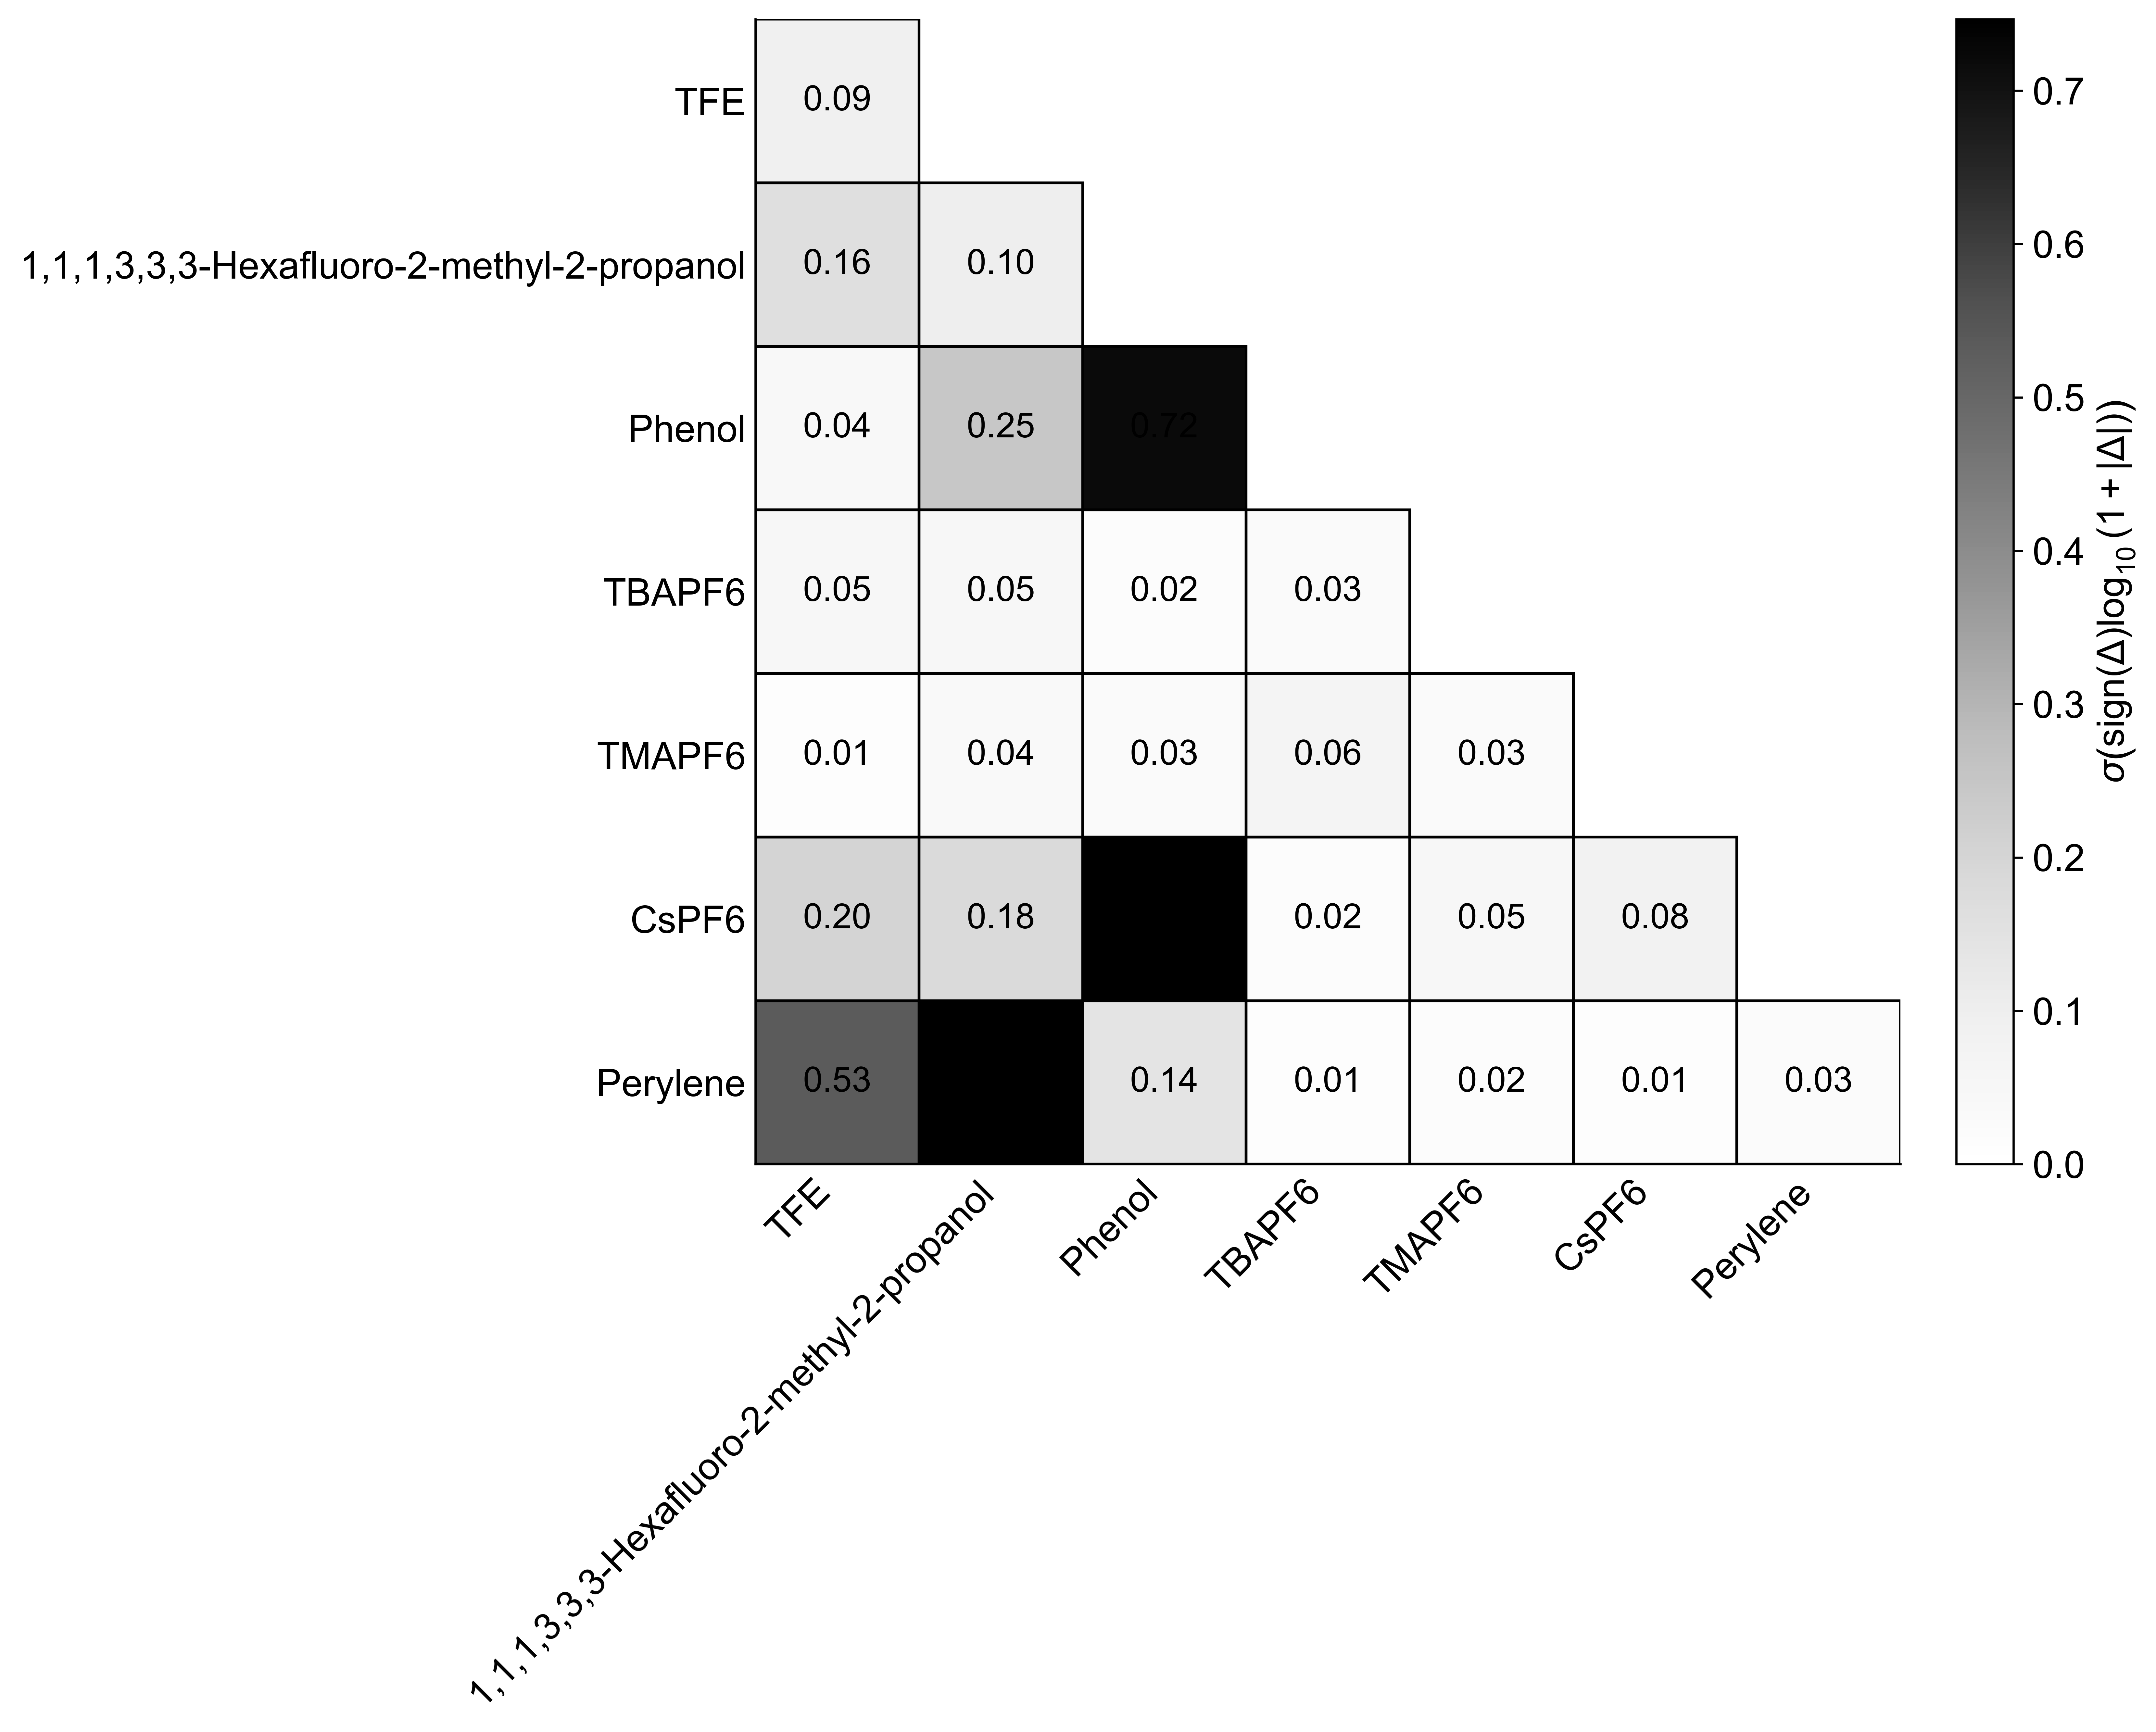 TFE 0.09
1,1,1,3,3,3-Hexafluoro-2-methyl-2-propanol 0.16 0.10
Phenol 0.04 0.25 0.72
TBAPF6 0.05 0.05 0.02 0.03
TMAPF6 0.01 0.04 0.03 0.06 0.03
CsPF6 0.20 0.18 0.02 0.05 0.08
Perylene 0.53 0.14 0.01 0.02 0.01 0.03
TFE
1,1,1,3,3,3-Hexafluoro-2-methyl-2-propanol
Phenol
TBAPF6
TMAPF6
CsPF6
Perylene
0.7
0.6
0.5
0.4
0.3
0.2
0.1
0.0
σ(sign(Δ)log₁₀ (1 + |Δ|))